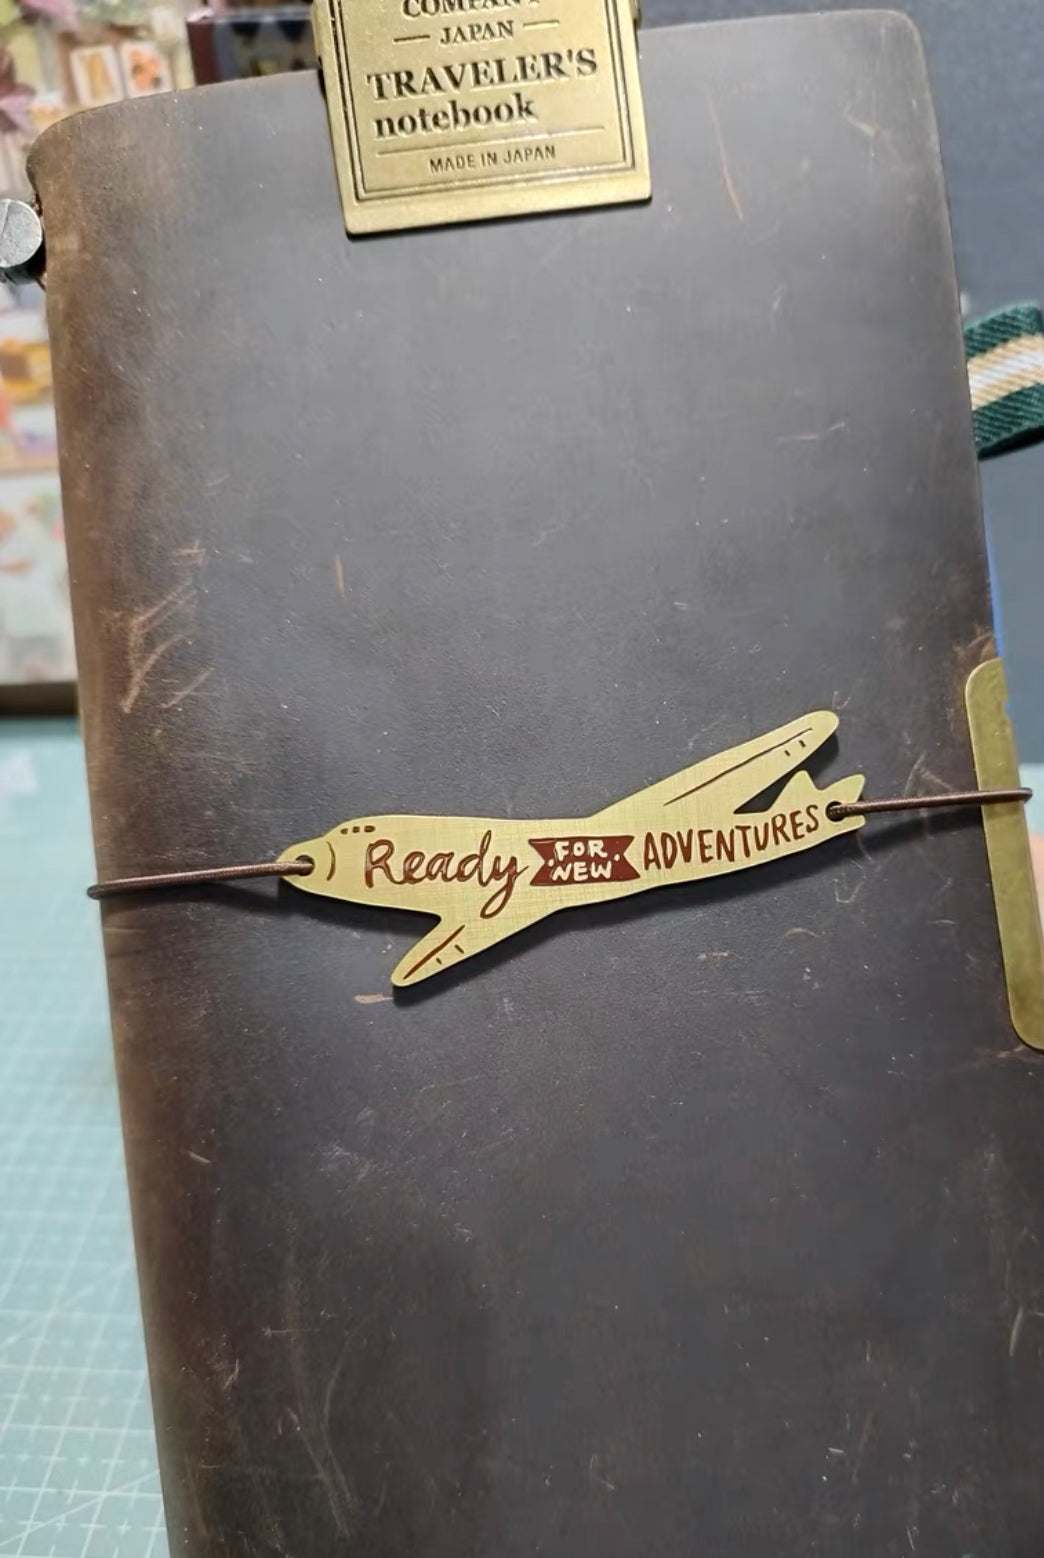 COMPANY
JAPAN
TRAVELER'S
notebook
MADE IN JAPAN
Ready FOR NEW ADVENTURES